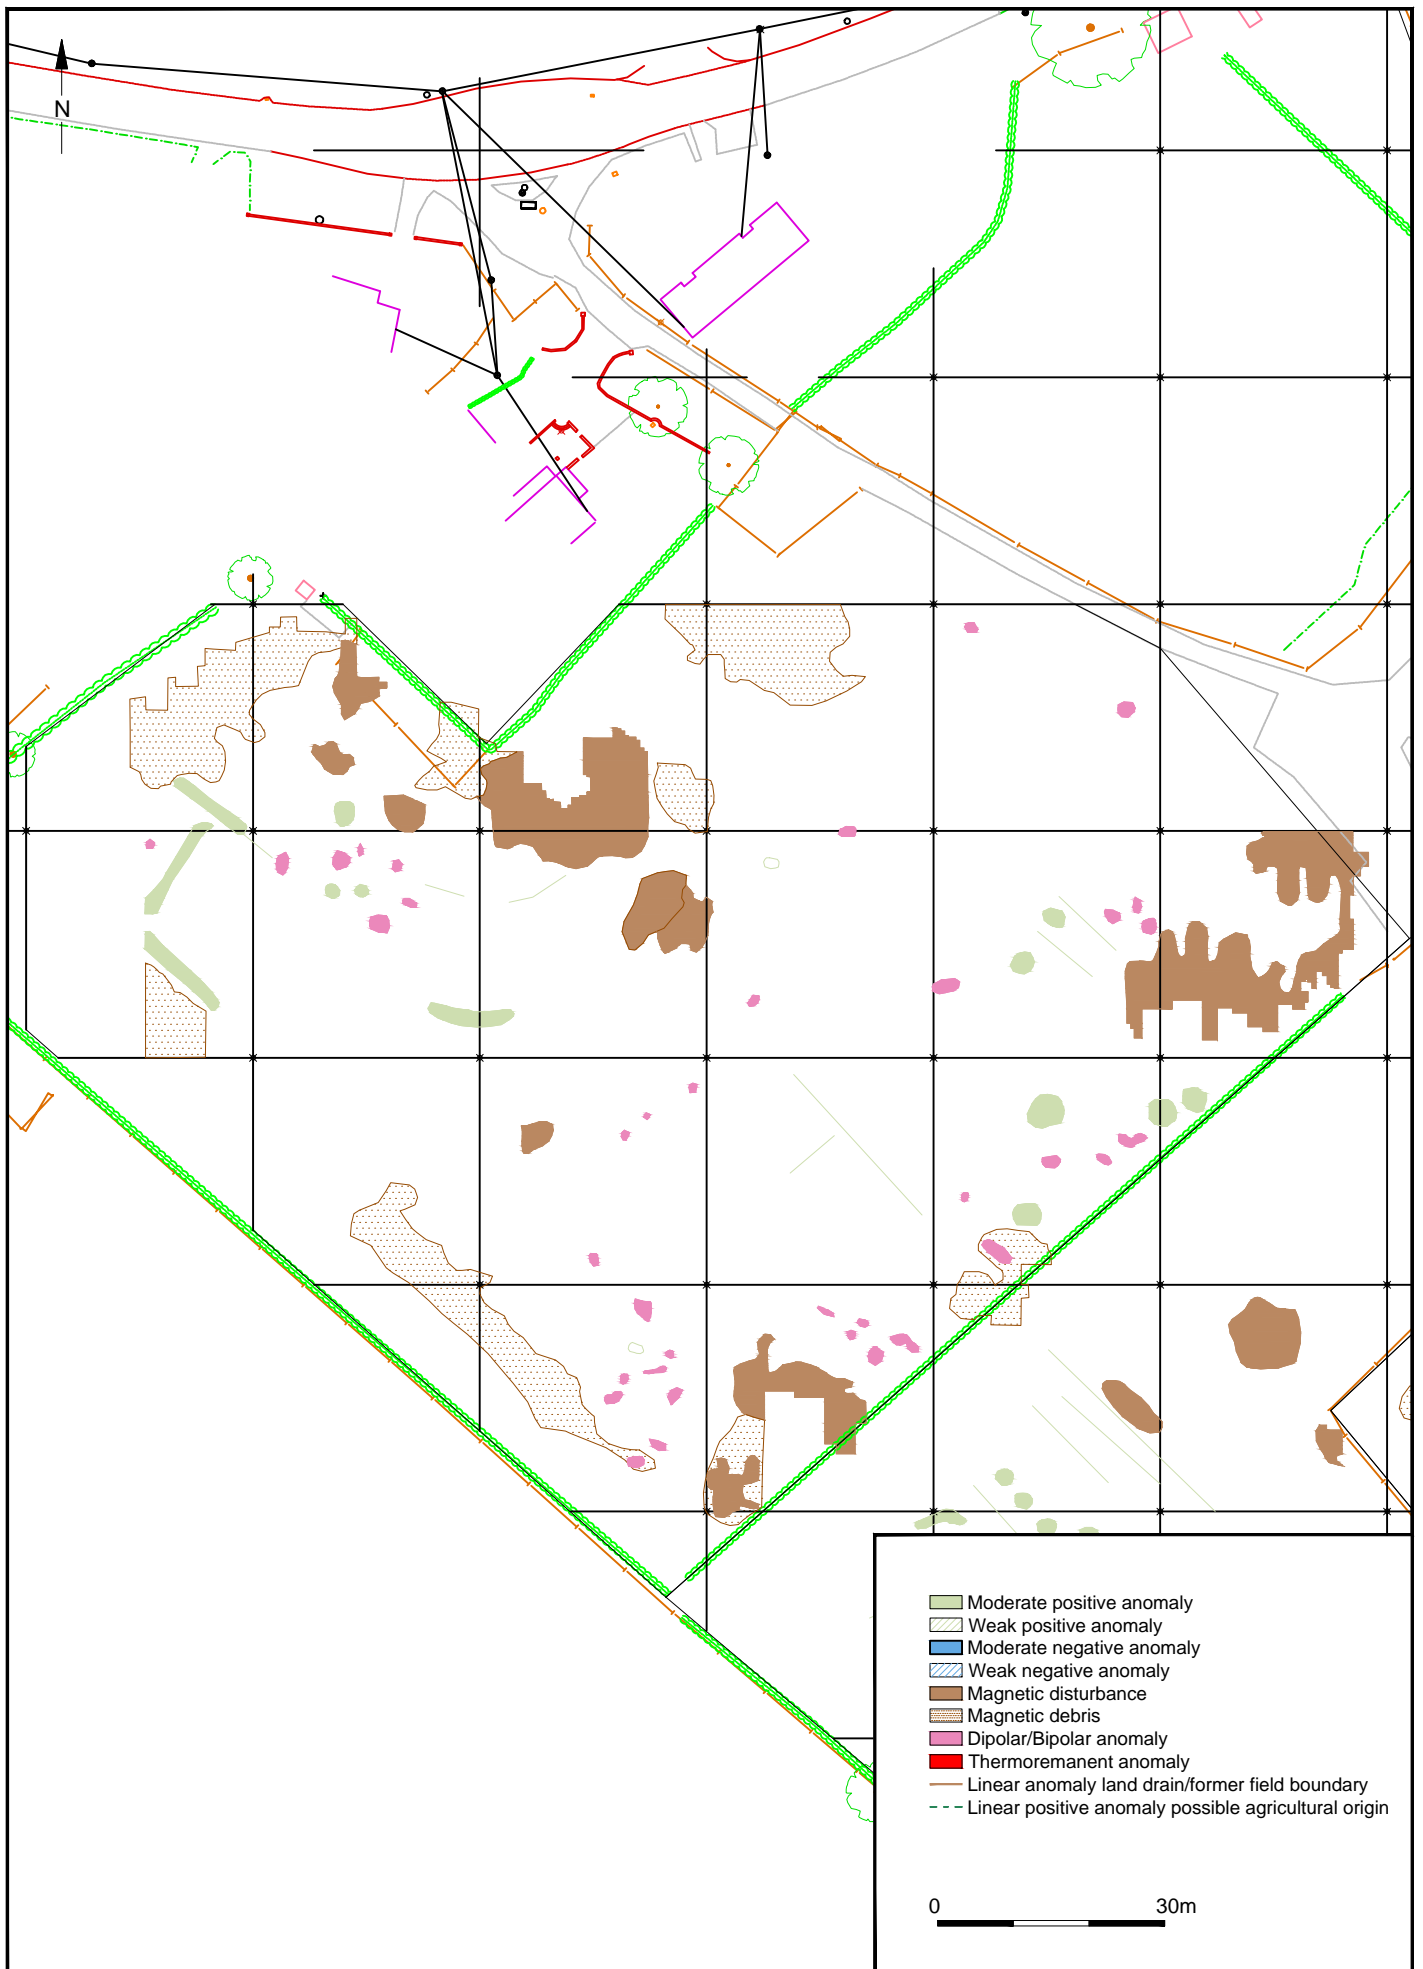 N
Moderate positive anomaly
Weak positive anomaly
Moderate negative anomaly
Weak negative anomaly
Magnetic disturbance
Magnetic debris
Dipolar/Bipolar anomaly
Thermoremanent anomaly
Linear anomaly land drain/former field boundary
Linear positive anomaly possible agricultural origin
0 30m